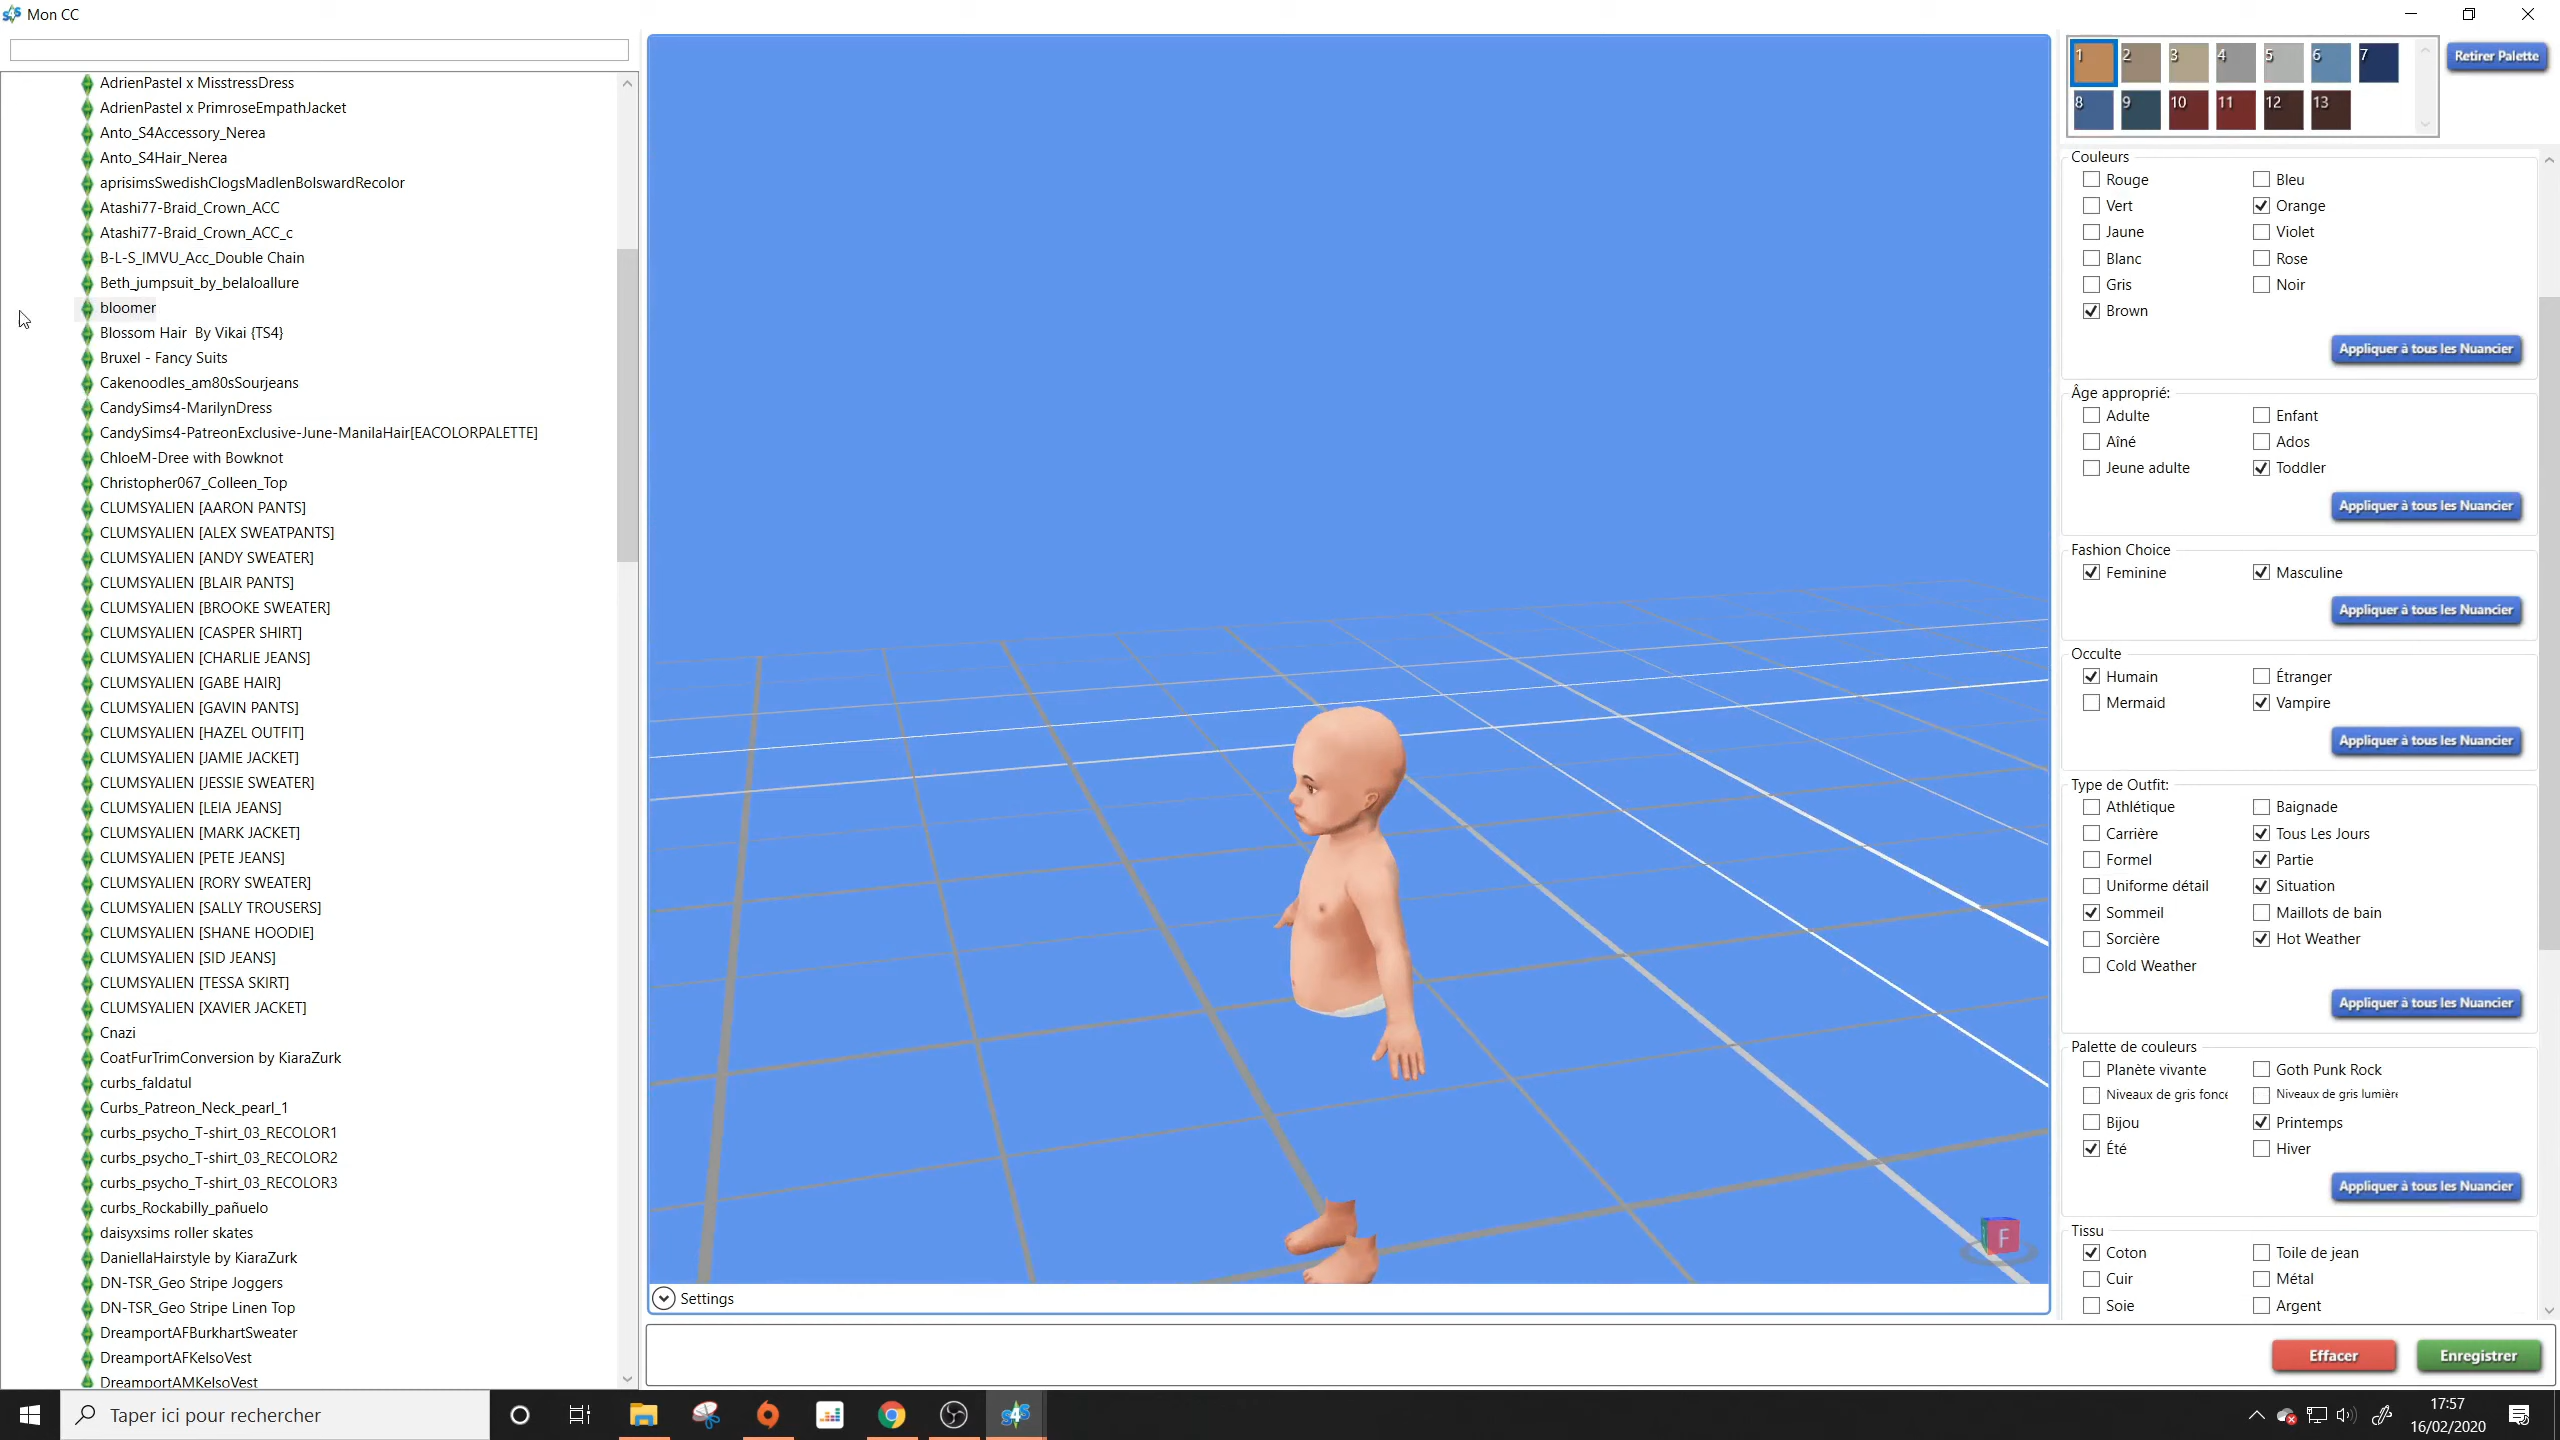 Mon CC
AdrienPastel x MisstressDress
AdrienPastel x PrimroseEmpathJacket
Anto_S4Accessory_Nerea
Anto_S4Hair_Nerea
aprisimsSwedishClogsMadlenBolswardRecolor
Atashi77-Braid_Crown_ACC
Atashi77-Braid_Crown_ACC_c
B-L-S_IMVU_Acc_Double Chain
Beth_jumpsuit_by_belaloallure
bloomer
Blossom Hair  By Vikai {TS4}
Bruxel - Fancy Suits
Cakenoodles_am80sSourjeans
CandySims4-MarilynDress
CandySims4-PatreonExclusive-June-ManilaHair[EACOLORPALETTE]
ChloeM-Dree with Bowknot
Christopher067_Colleen_Top
CLUMSYALIEN [AARON PANTS]
CLUMSYALIEN [ALEX SWEATPANTS]
CLUMSYALIEN [ANDY SWEATER]
CLUMSYALIEN [BLAIR PANTS]
CLUMSYALIEN [BROOKE SWEATER]
CLUMSYALIEN [CASPER SHIRT]
CLUMSYALIEN [CHARLIE JEANS]
CLUMSYALIEN [GABE HAIR]
CLUMSYALIEN [GAVIN PANTS]
CLUMSYALIEN [HAZEL OUTFIT]
CLUMSYALIEN [JAMIE JACKET]
CLUMSYALIEN [JESSIE SWEATER]
CLUMSYALIEN [LEIA JEANS]
CLUMSYALIEN [MARK JACKET]
CLUMSYALIEN [PETE JEANS]
CLUMSYALIEN [RORY SWEATER]
CLUMSYALIEN [SALLY TROUSERS]
CLUMSYALIEN [SHANE HOODIE]
CLUMSYALIEN [SID JEANS]
CLUMSYALIEN [TESSA SKIRT]
CLUMSYALIEN [XAVIER JACKET]
Cnazi
CoatFurTrimConversion by KiaraZurk
curbs_faldatul
Curbs_Patreon_Neck_pearl_1
curbs_psycho_T-shirt_03_RECOLOR1
curbs_psycho_T-shirt_03_RECOLOR2
curbs_psycho_T-shirt_03_RECOLOR3
curbs_Rockabilly_pañuelo
daisyxsims roller skates
DaniellaHairstyle by KiaraZurk
DN-TSR_Geo Stripe Joggers
DN-TSR_Geo Stripe Linen Top
DreamportAFBurkhartSweater
DreamportAFKelsoVest
DreamportAMKelsoVest
F
Settings
1 2 3 4 5 6 7
8 9 10 11 12 13
Retirer Palette
Couleurs
Rouge Bleu
Vert Orange
Jaune Violet
Blanc Rose
Gris Noir
Brown
Appliquer à tous les Nuancier
Âge approprié:
Adulte Enfant
Aîné Ados
Jeune adulte Toddler
Appliquer à tous les Nuancier
Fashion Choice
Feminine Masculine
Appliquer à tous les Nuancier
Occulte
Humain Étranger
Mermaid Vampire
Appliquer à tous les Nuancier
Type de Outfit:
Athlétique Baignade
Carrière Tous Les Jours
Formel Partie
Uniforme détail Situation
Sommeil Maillots de bain
Sorcière Hot Weather
Cold Weather
Appliquer à tous les Nuancier
Palette de couleurs
Planète vivante Goth Punk Rock
Niveaux de gris foncé Niveaux de gris lumière
Bijou Printemps
Été Hiver
Appliquer à tous les Nuancier
Tissu
Coton Toile de jean
Cuir Métal
Soie Argent
Effacer Enregistrer
Taper ici pour rechercher
17:57
16/02/2020